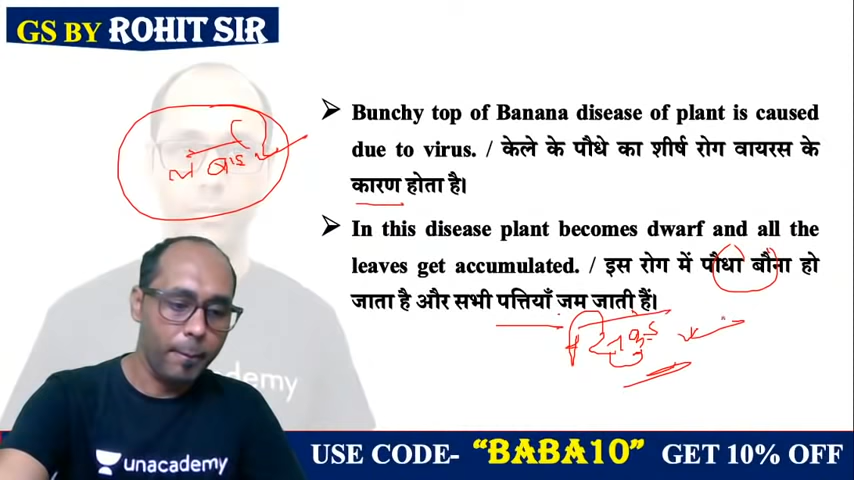 GS BY ROHIT SIR
Bunchy top of Banana disease of plant is caused
due to virus. / केले के पौधे का शीर्ष रोग वायरस के
कारण होता है।
In this disease plant becomes dwarf and all the
leaves get accumulated. / इस रोग में पौधा बौना हो
जाता है और सभी पत्तियाँ जम जाती हैं।
emy
unacademy
USE CODE- “BABA10” GET 10% OFF